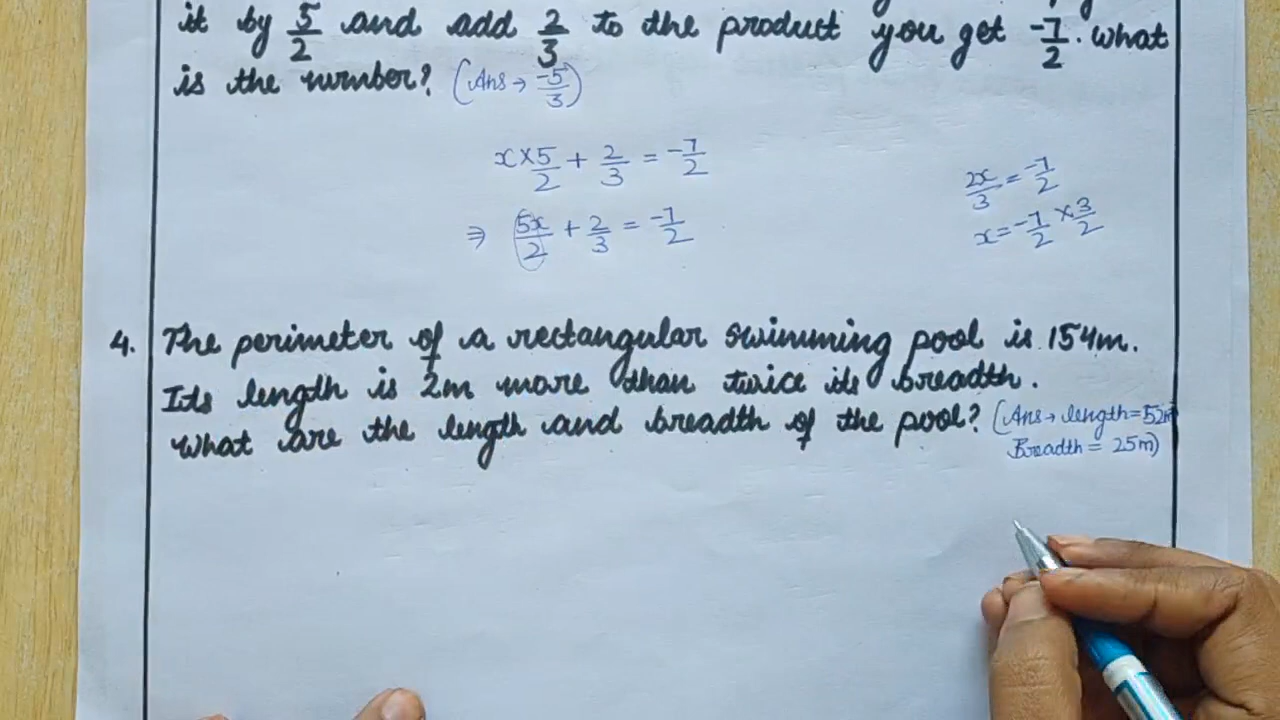 it by 5/2 and add 2/3 to the product you get -7/2. what
is the number? (Ans → -5/3)
x × 5/2 + 2/3 = -7/2
2x/3 = -7/2
⇒ 5x/2 + 2/3 = -7/2
x = -7/2 × 3/2
4. The perimeter of a rectangular swimming pool is 154m.
Its length is 2m more than twice its breadth.
What are the length and breadth of the pool? (Ans → length = 52m
Breadth = 25m)